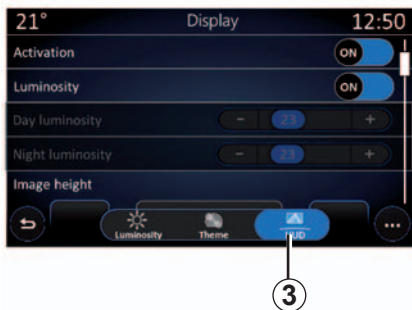 21° Display 12:50
Activation ON
Luminosity ON
Day luminosity - 23 +
Night luminosity - 23 +
Image height
Luminosity Theme HUD
3